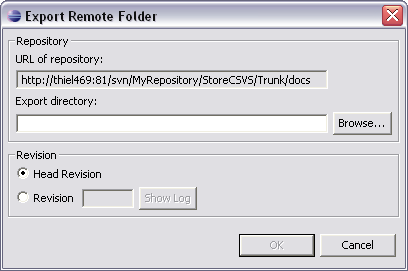 Export Remote Folder
Repository
URL of repository:
http://thiel469:81/svn/MyRepository/StoreCSVS/Trunk/docs
Export directory:
Browse...
Revision
Head Revision
Revision
Show Log
OK
Cancel